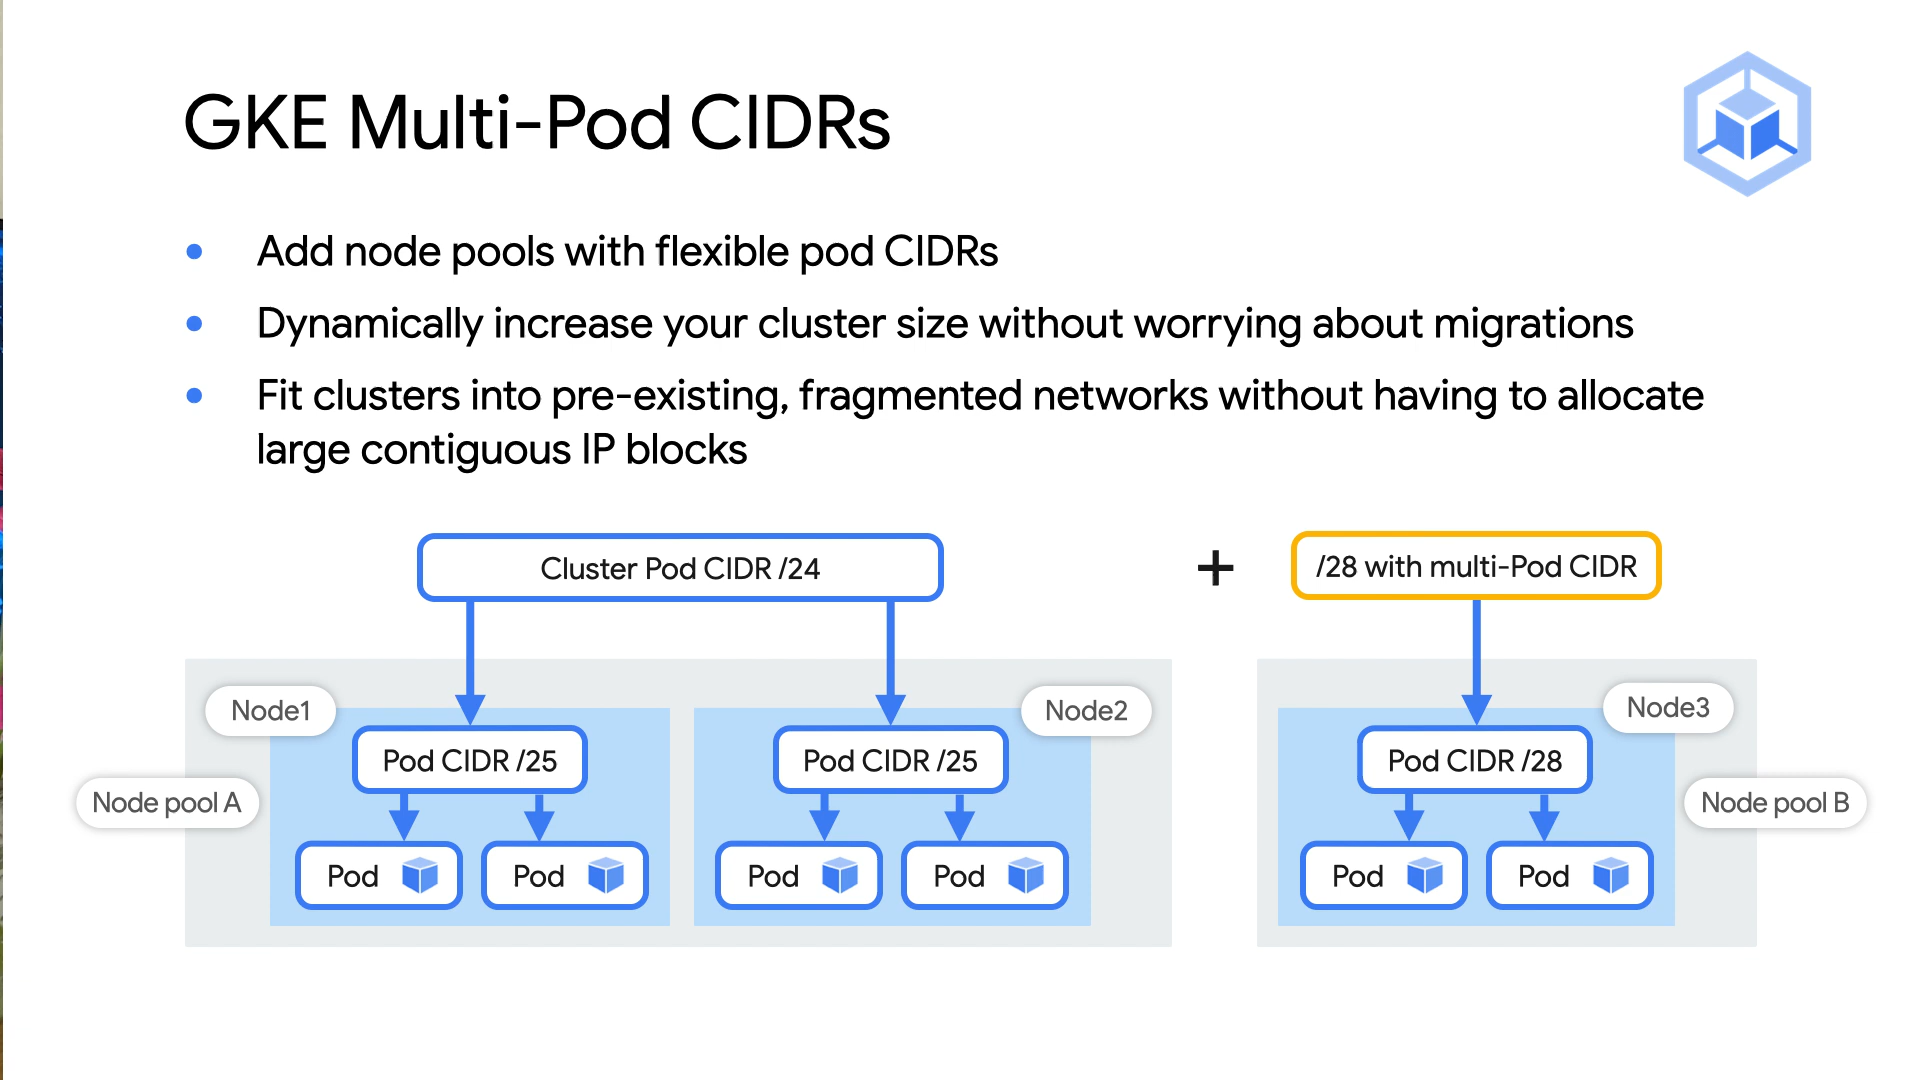 GKE Multi-Pod CIDRs
Add node pools with flexible pod CIDRs
Dynamically increase your cluster size without worrying about migrations
Fit clusters into pre-existing, fragmented networks without having to allocate
large contiguous IP blocks
Cluster Pod CIDR /24
+
/28 with multi-Pod CIDR
Node1
Node2
Node3
Pod CIDR /25
Pod CIDR /25
Pod CIDR /28
Node pool A
Node pool B
Pod
Pod
Pod
Pod
Pod
Pod